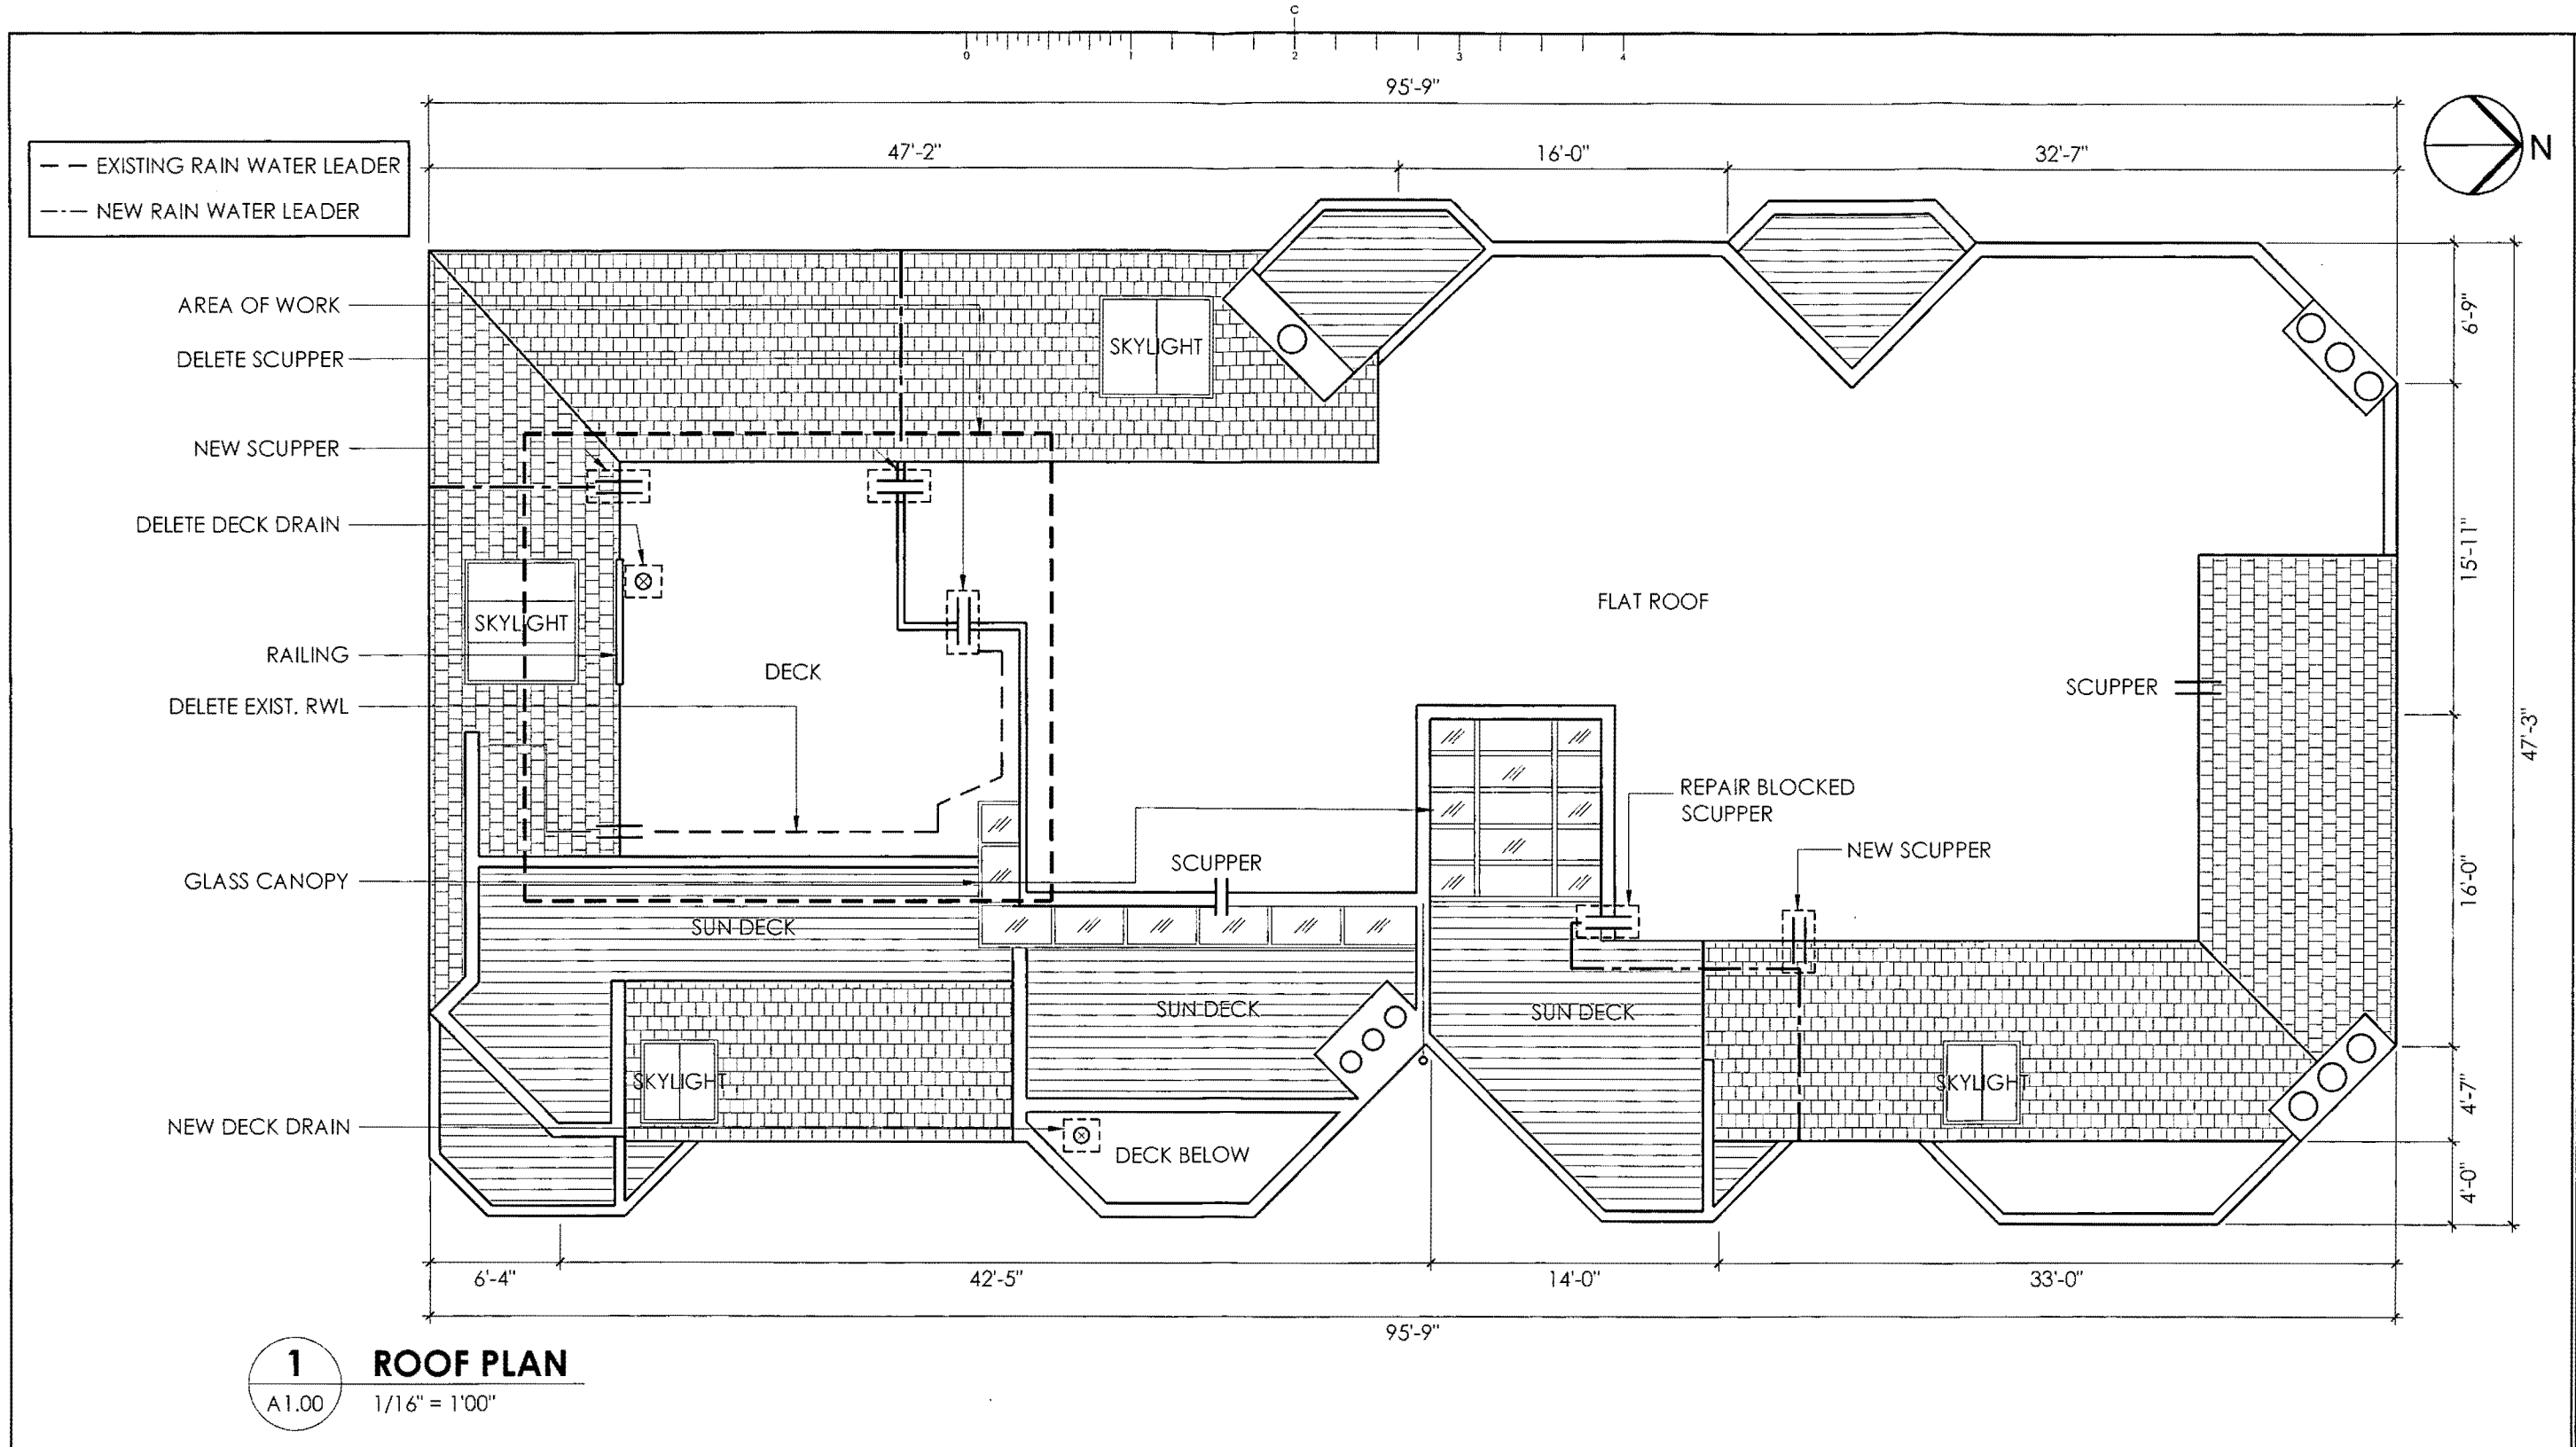 C
0 1 2 3 4
95'-9"
47'-2" 16'-0" 32'-7"
N
EXISTING RAIN WATER LEADER
NEW RAIN WATER LEADER
AREA OF WORK
DELETE SCUPPER
SKYLIGHT
6'-9"
NEW SCUPPER
DELETE DECK DRAIN
15'-11"
FLAT ROOF
SKYLIGHT
RAILING
DECK
SCUPPER
DELETE EXIST. RWL
47'-3"
REPAIR BLOCKED
SCUPPER
NEW SCUPPER
SCUPPER
GLASS CANOPY
16'-0"
SUN DECK
SUN DECK
SUN DECK
SKYLIGHT
SKYLIGHT
4'-7"
NEW DECK DRAIN
DECK BELOW
4'-0"
6'-4" 42'-5" 14'-0" 33'-0"
95'-9"
1
ROOF PLAN
A1.00
1/16" = 1'00"